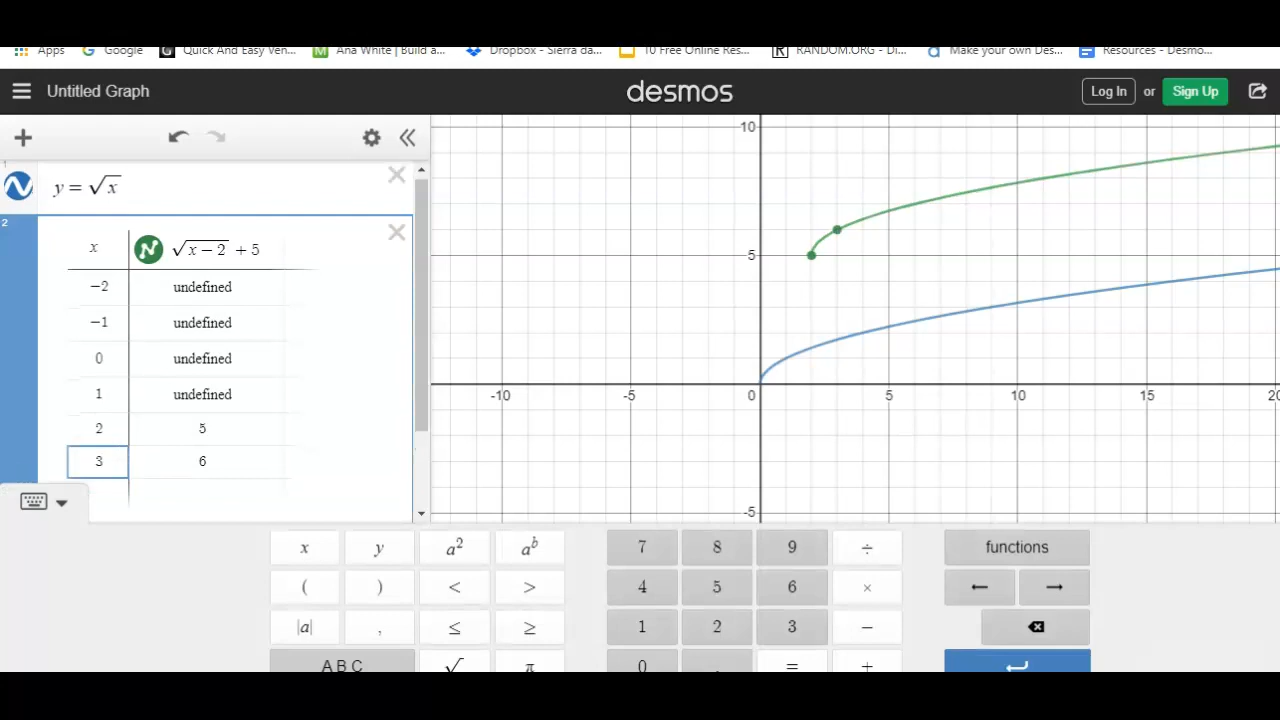 Apps Google Quick And Easy Ven... Ana White | Build a... Dropbox - Sierra da... 10 Free Online Res... RANDOM.ORG - Di... Make your own Des... Resources - Desmo...
Untitled Graph desmos Log In or Sign Up
1
y = √x
2
x √x − 2 + 5
−2 undefined
−1 undefined
0 undefined
1 undefined
2 5
3 6
10
5
-10 -5 0 5 10 15 20
-5
x y a² aᵇ 7 8 9 ÷ functions
( ) < > 4 5 6 × ← →
|a| , ≤ ≥ 1 2 3 −
A B C √ π 0 . = +